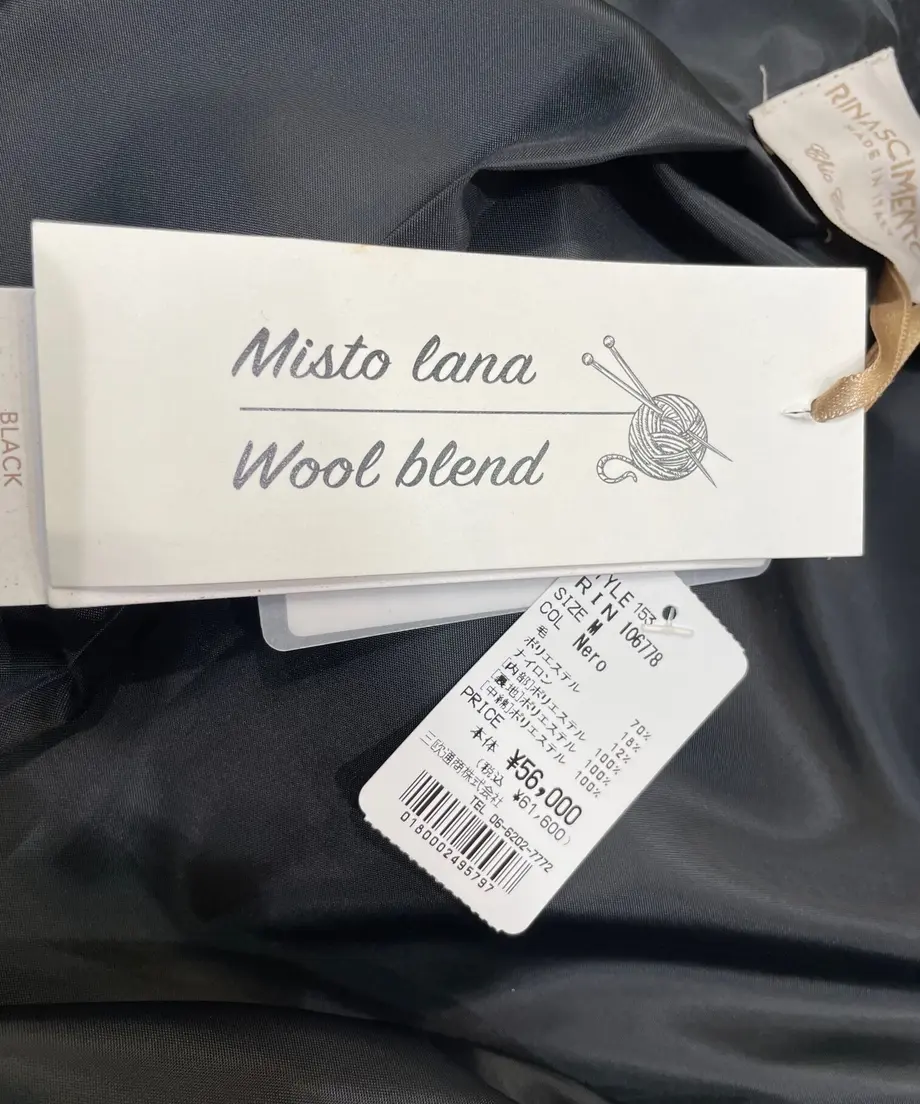 RINASCIMENTO
MADE IN ITALY
Misto lana
Wool blend
BLACK
STYLE 153
RIN 106778
SIZE M
COL Nero
毛 70%
ポリエステル 18%
ナイロン 12%
[内部]ポリエステル 100%
[裏地]ポリエステル 100%
[中綿]ポリエステル 100%
PRICE
本体 ¥56,000
(税込 ¥61,600)
三欧通商株式会社
TEL 06-6202-7772
0180002495797